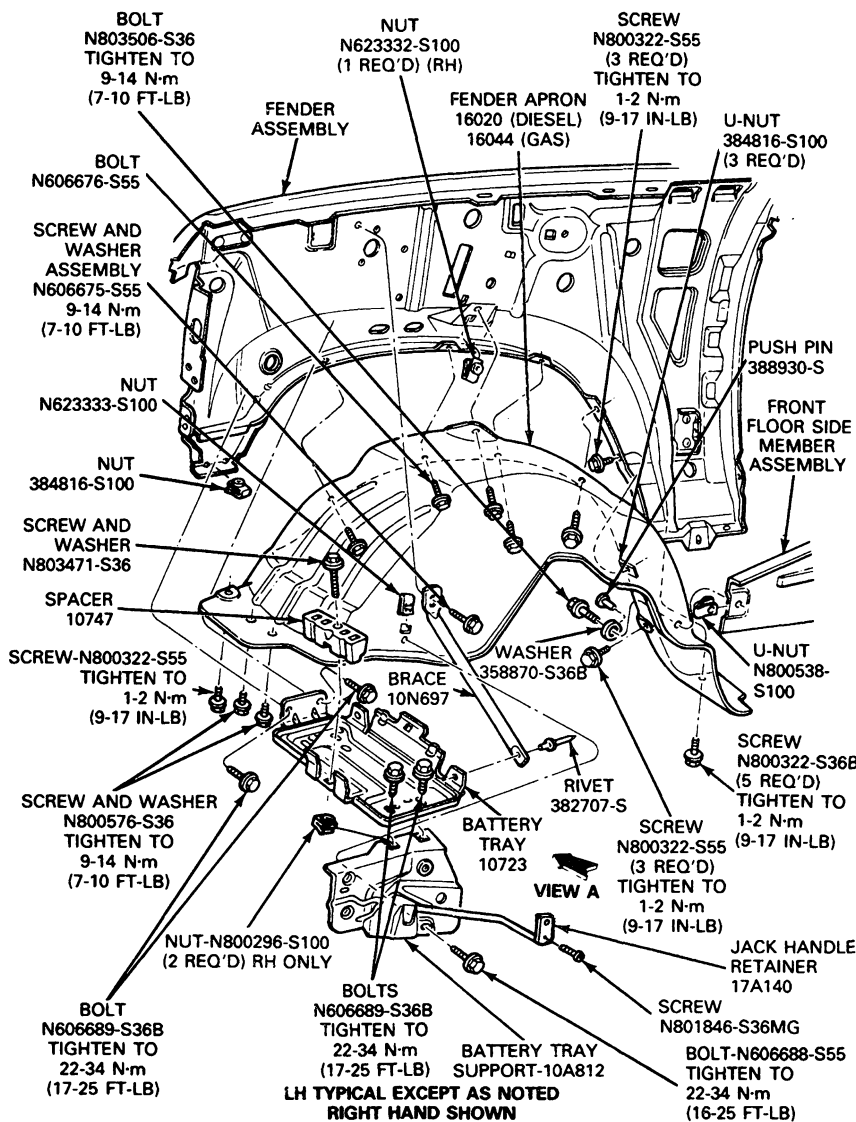 BOLT
N803506-S36
TIGHTEN TO
9-14 N·m
(7-10 FT-LB)
NUT
N623332-S100
(1 REQ'D) (RH)
SCREW
N800322-S55
(3 REQ'D)
TIGHTEN TO
1-2 N·m
(9-17 IN-LB)
FENDER
ASSEMBLY
FENDER APRON
16020 (DIESEL)
16044 (GAS)
U-NUT
384816-S100
(3 REQ'D)
BOLT
N606676-S55
SCREW AND
WASHER
ASSEMBLY
N606675-S55
9-14 N·m
(7-10 FT-LB)
PUSH PIN
388930-S
NUT
N623333-S100
FRONT
FLOOR SIDE
MEMBER
ASSEMBLY
NUT
384816-S100
SCREW AND
WASHER
N803471-S36
SPACER
10747
WASHER
358870-S36B
U-NUT
N800538-
S100
SCREW-N800322-S55
TIGHTEN TO
1-2 N·m
(9-17 IN-LB)
BRACE
10N697
SCREW
N800322-S36B
(5 REQ'D)
TIGHTEN TO
1-2 N·m
(9-17 IN-LB)
RIVET
382707-S
SCREW AND WASHER
N800576-S36
TIGHTEN TO
9-14 N·m
(7-10 FT-LB)
BATTERY
TRAY
10723
SCREW
N800322-S55
(3 REQ'D)
TIGHTEN TO
1-2 N·m
(9-17 IN-LB)
VIEW A
NUT-N800296-S100
(2 REQ'D) RH ONLY
JACK HANDLE
RETAINER
17A140
BOLT
N606689-S36B
TIGHTEN TO
22-34 N·m
(17-25 FT-LB)
BOLTS
N606689-S36B
TIGHTEN TO
22-34 N·m
(17-25 FT-LB)
SCREW
N801846-S36MG
BATTERY TRAY
SUPPORT-10A812
BOLT-N606688-S55
TIGHTEN TO
22-34 N·m
(16-25 FT-LB)
LH TYPICAL EXCEPT AS NOTED
RIGHT HAND SHOWN